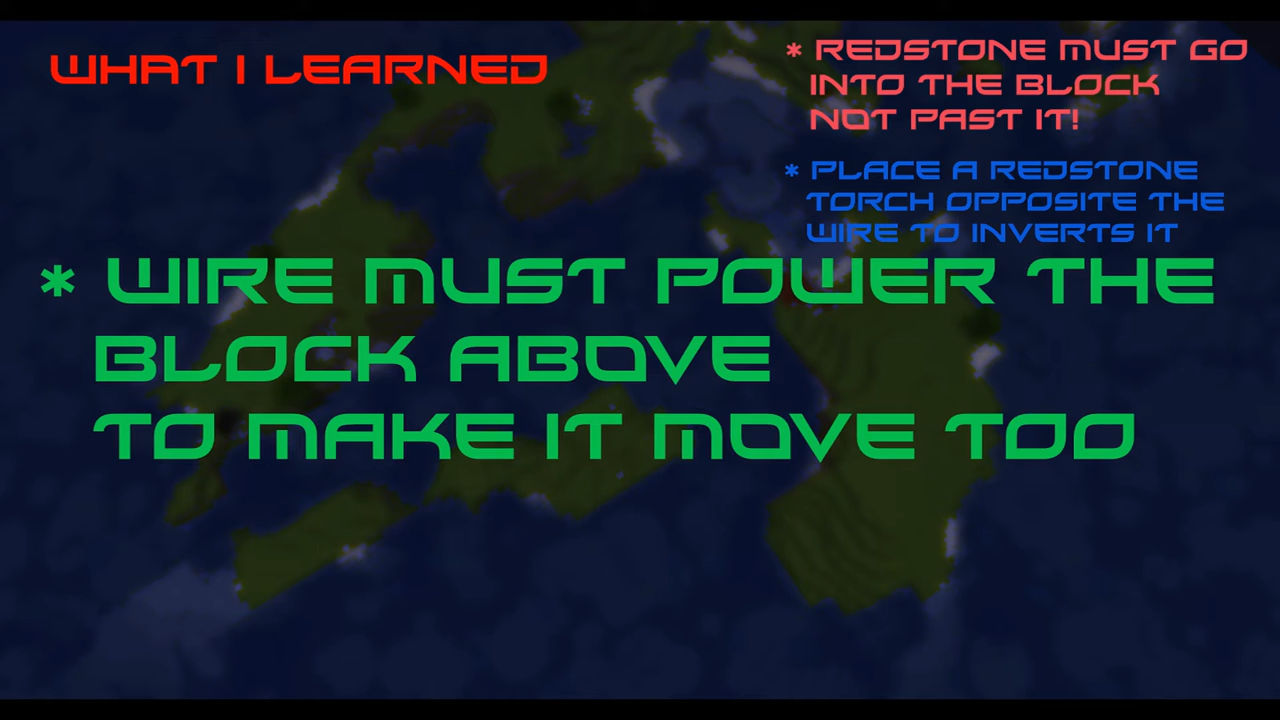 WHAT I LEARNED
* REDSTONE MUST GO
INTO THE BLOCK
NOT PAST IT!
* PLACE A REDSTONE
TORCH OPPOSITE THE
WIRE TO INVERTS IT
* WIRE MUST POWER THE
BLOCK ABOVE
TO MAKE IT MOVE TOO